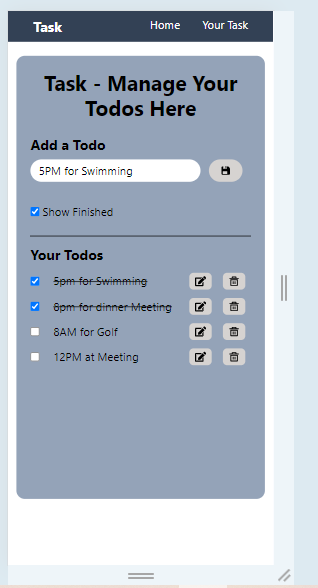 Task Home Your Task
Task - Manage Your
Todos Here
Add a Todo
5PM for Swimming
Show Finished
Your Todos
5pm for Swimming
8pm for dinner Meeting
8AM for Golf
12PM at Meeting